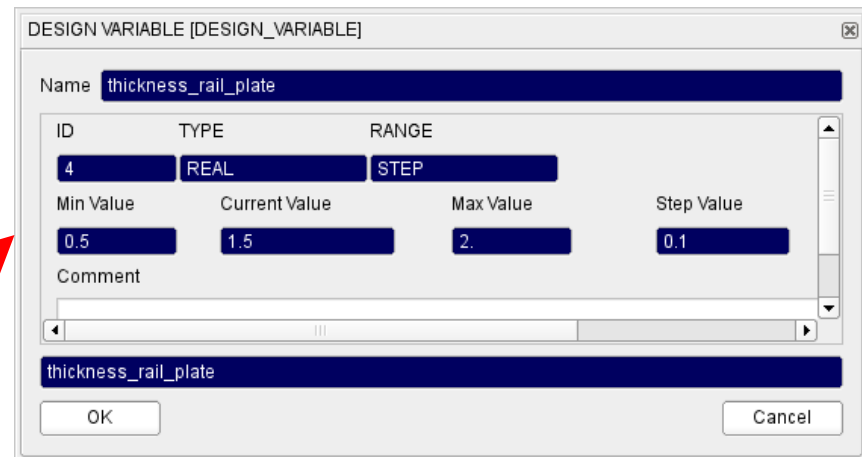 DESIGN VARIABLE [DESIGN_VARIABLE]
Name thickness_rail_plate
ID TYPE RANGE
4 REAL STEP
Min Value Current Value Max Value Step Value
0.5 1.5 2. 0.1
Comment
thickness_rail_plate
OK Cancel